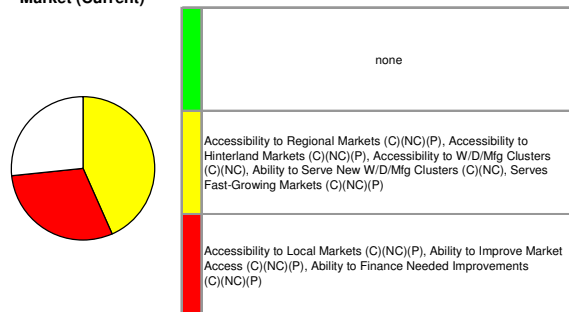 Market (Current)
none
Accessibility to Regional Markets (C)(NC)(P), Accessibility to
Hinterland Markets (C)(NC)(P), Accessibility to W/D/Mfg Clusters
(C)(NC), Ability to Serve New W/D/Mfg Clusters (C)(NC), Serves
Fast-Growing Markets (C)(NC)(P)
Accessibility to Local Markets (C)(NC)(P), Ability to Improve Market
Access (C)(NC)(P), Ability to Finance Needed Improvements
(C)(NC)(P)